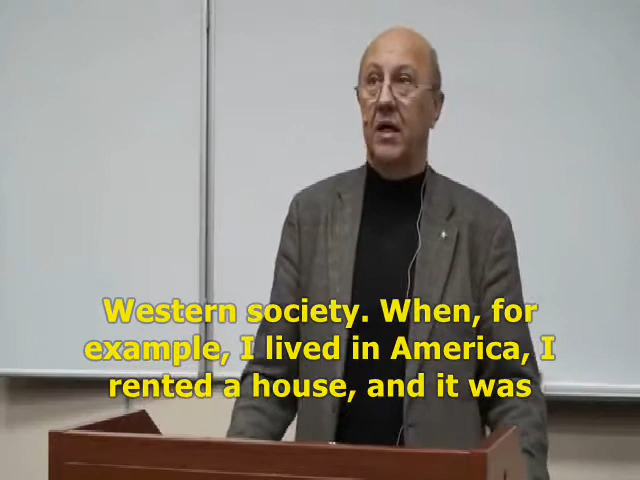 Western society. When, for
example, I lived in America, I
rented a house, and it was